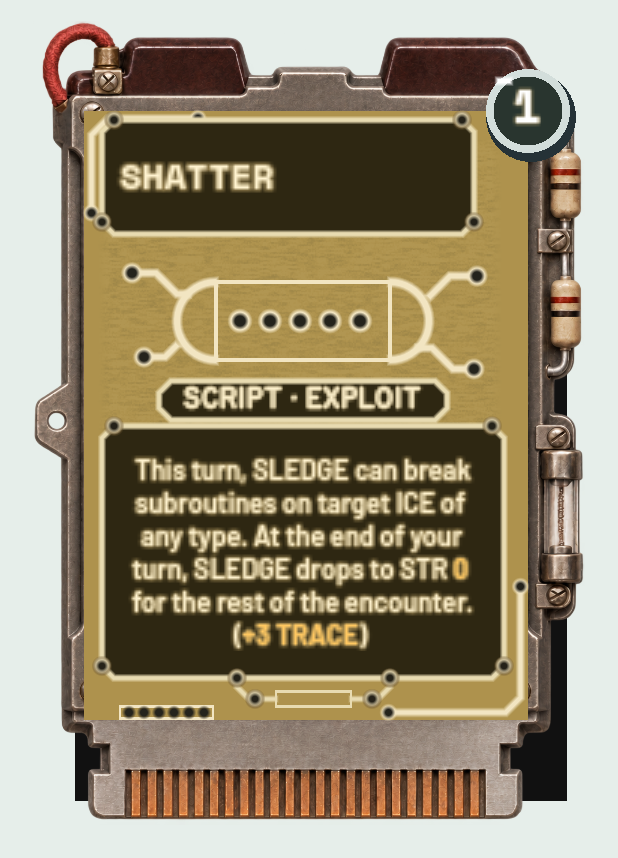 1
SHATTER
SCRIPT · EXPLOIT
This turn, SLEDGE can break
subroutines on target ICE of
any type. At the end of your
turn, SLEDGE drops to STR 0
for the rest of the encounter.
(+3 TRACE)